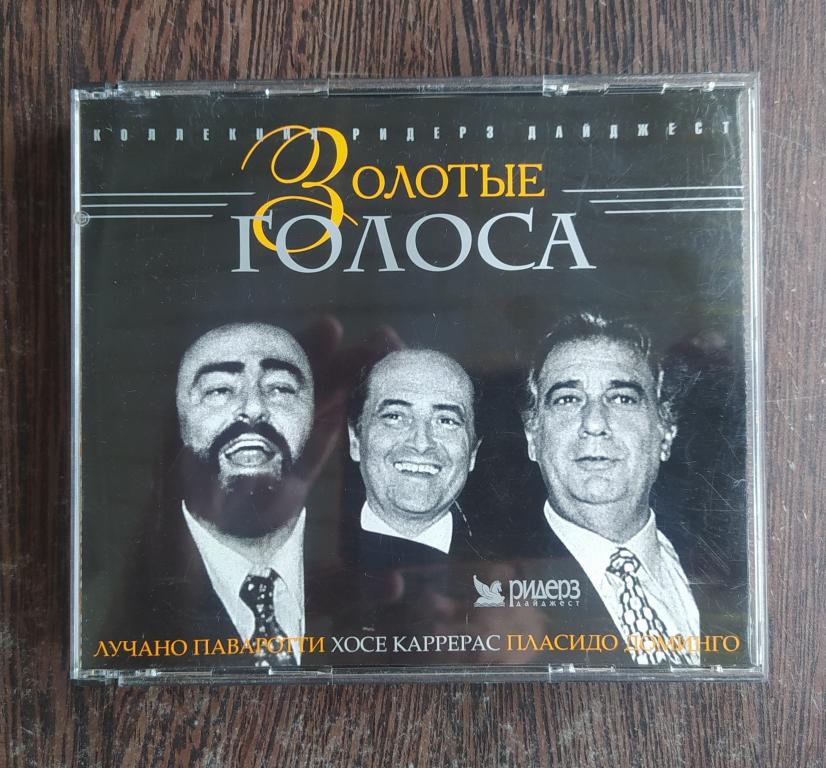 КОЛЛЕКЦИЯ РИДЕРЗ ДАЙДЖЕСТ
ЗОЛОТЫЕ
ГОЛОСА
РИДЕРЗ
ДАЙДЖЕСТ
ЛУЧАНО ПАВАРОТТИ ХОСЕ КАРРЕРАС ПЛАСИДО ДОМИНГО